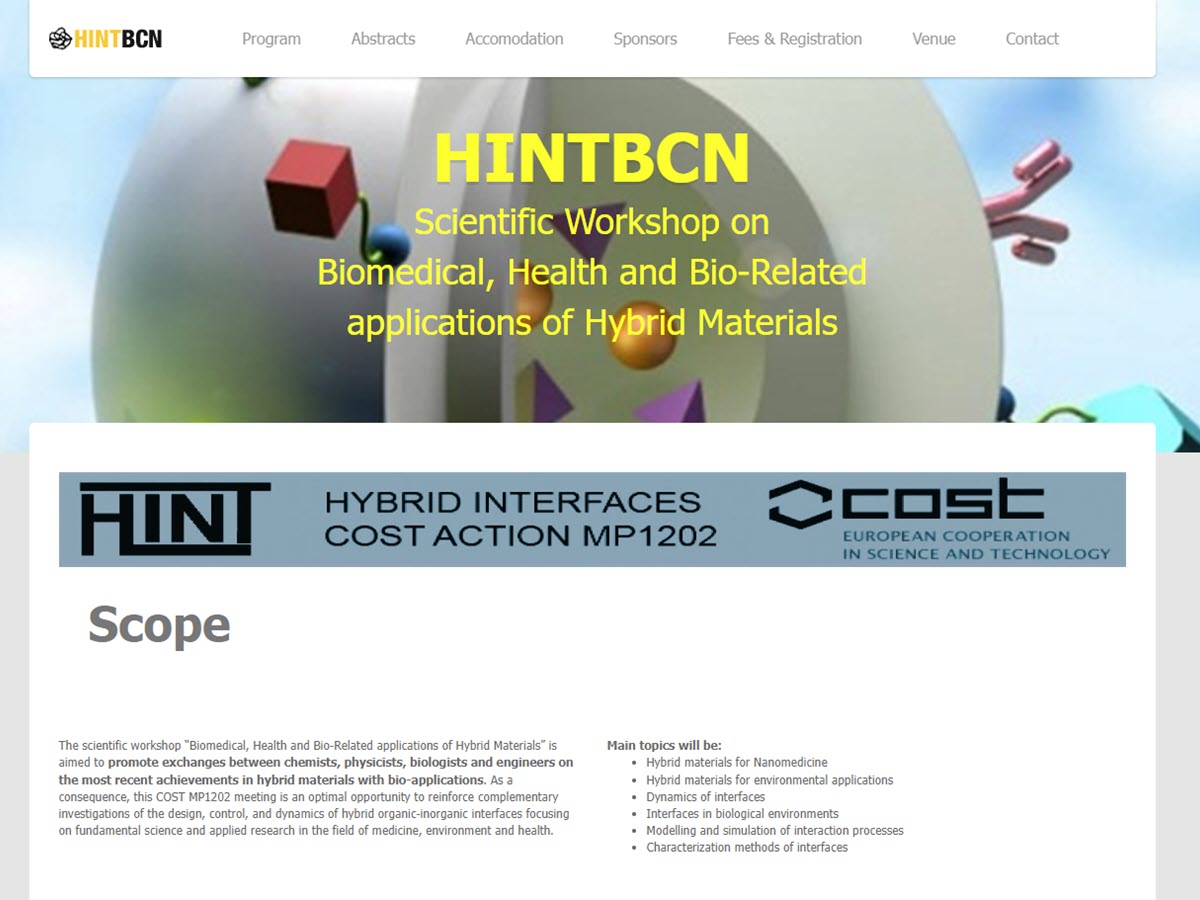 HINTBCN
Program
Abstracts
Accomodation
Sponsors
Fees & Registration
Venue
Contact
HINTBCN
Scientific Workshop on
Biomedical, Health and Bio-Related
applications of Hybrid Materials
HINT
HYBRID INTERFACES
COST ACTION MP1202
cost
EUROPEAN COOPERATION
IN SCIENCE AND TECHNOLOGY
Scope
The scientific workshop “Biomedical, Health and Bio-Related applications of Hybrid Materials” is
aimed to promote exchanges between chemists, physicists, biologists and engineers on
the most recent achievements in hybrid materials with bio-applications. As a
consequence, this COST MP1202 meeting is an optimal opportunity to reinforce complementary
investigations of the design, control, and dynamics of hybrid organic-inorganic interfaces focusing
on fundamental science and applied research in the field of medicine, environment and health.
Main topics will be:
• Hybrid materials for Nanomedicine
• Hybrid materials for environmental applications
• Dynamics of interfaces
• Interfaces in biological environments
• Modelling and simulation of interaction processes
• Characterization methods of interfaces